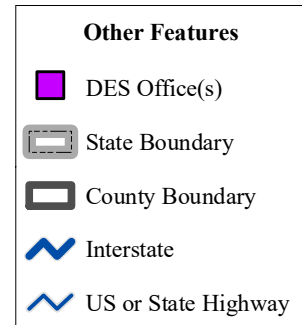 Other Features
DES Office(s)
State Boundary
County Boundary
Interstate
US or State Highway